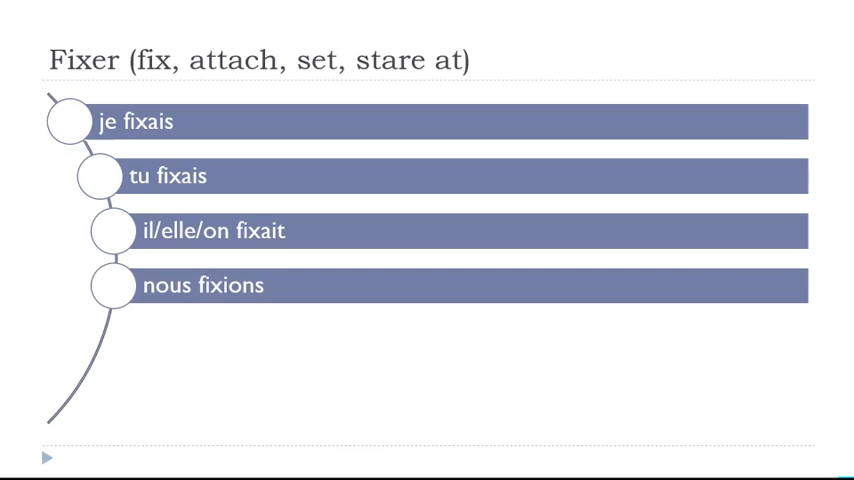 Fixer (fix, attach, set, stare at)
je fixais
tu fixais
il/elle/on fixait
nous fixions